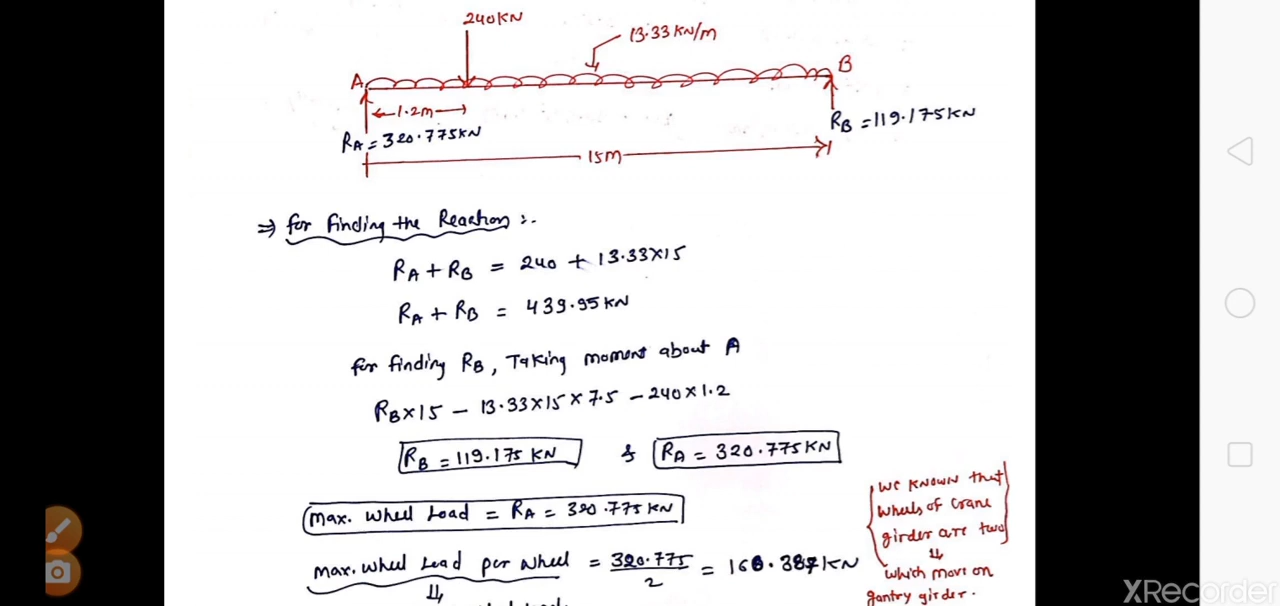 240KN
13.33 KN/m
A
B
1.2m
RA = 320.775KN
RB = 119.175KN
15m
⇒ for finding the Reaction :-
RA + RB = 240 + 13.33×15
RA + RB = 439.95 KN
for finding RB, Taking moment about A
RB×15 - 13.33×15×7.5 - 240×1.2
RB = 119.175 KN & RA = 320.775KN
max. wheel Load = RA = 320.775 KN
max. wheel Load per wheel = 320.775/2 = 160.387KN
we known that
wheels of crane
girder are two
⇓
which move on
gantry girder.
⇓
XRecorder